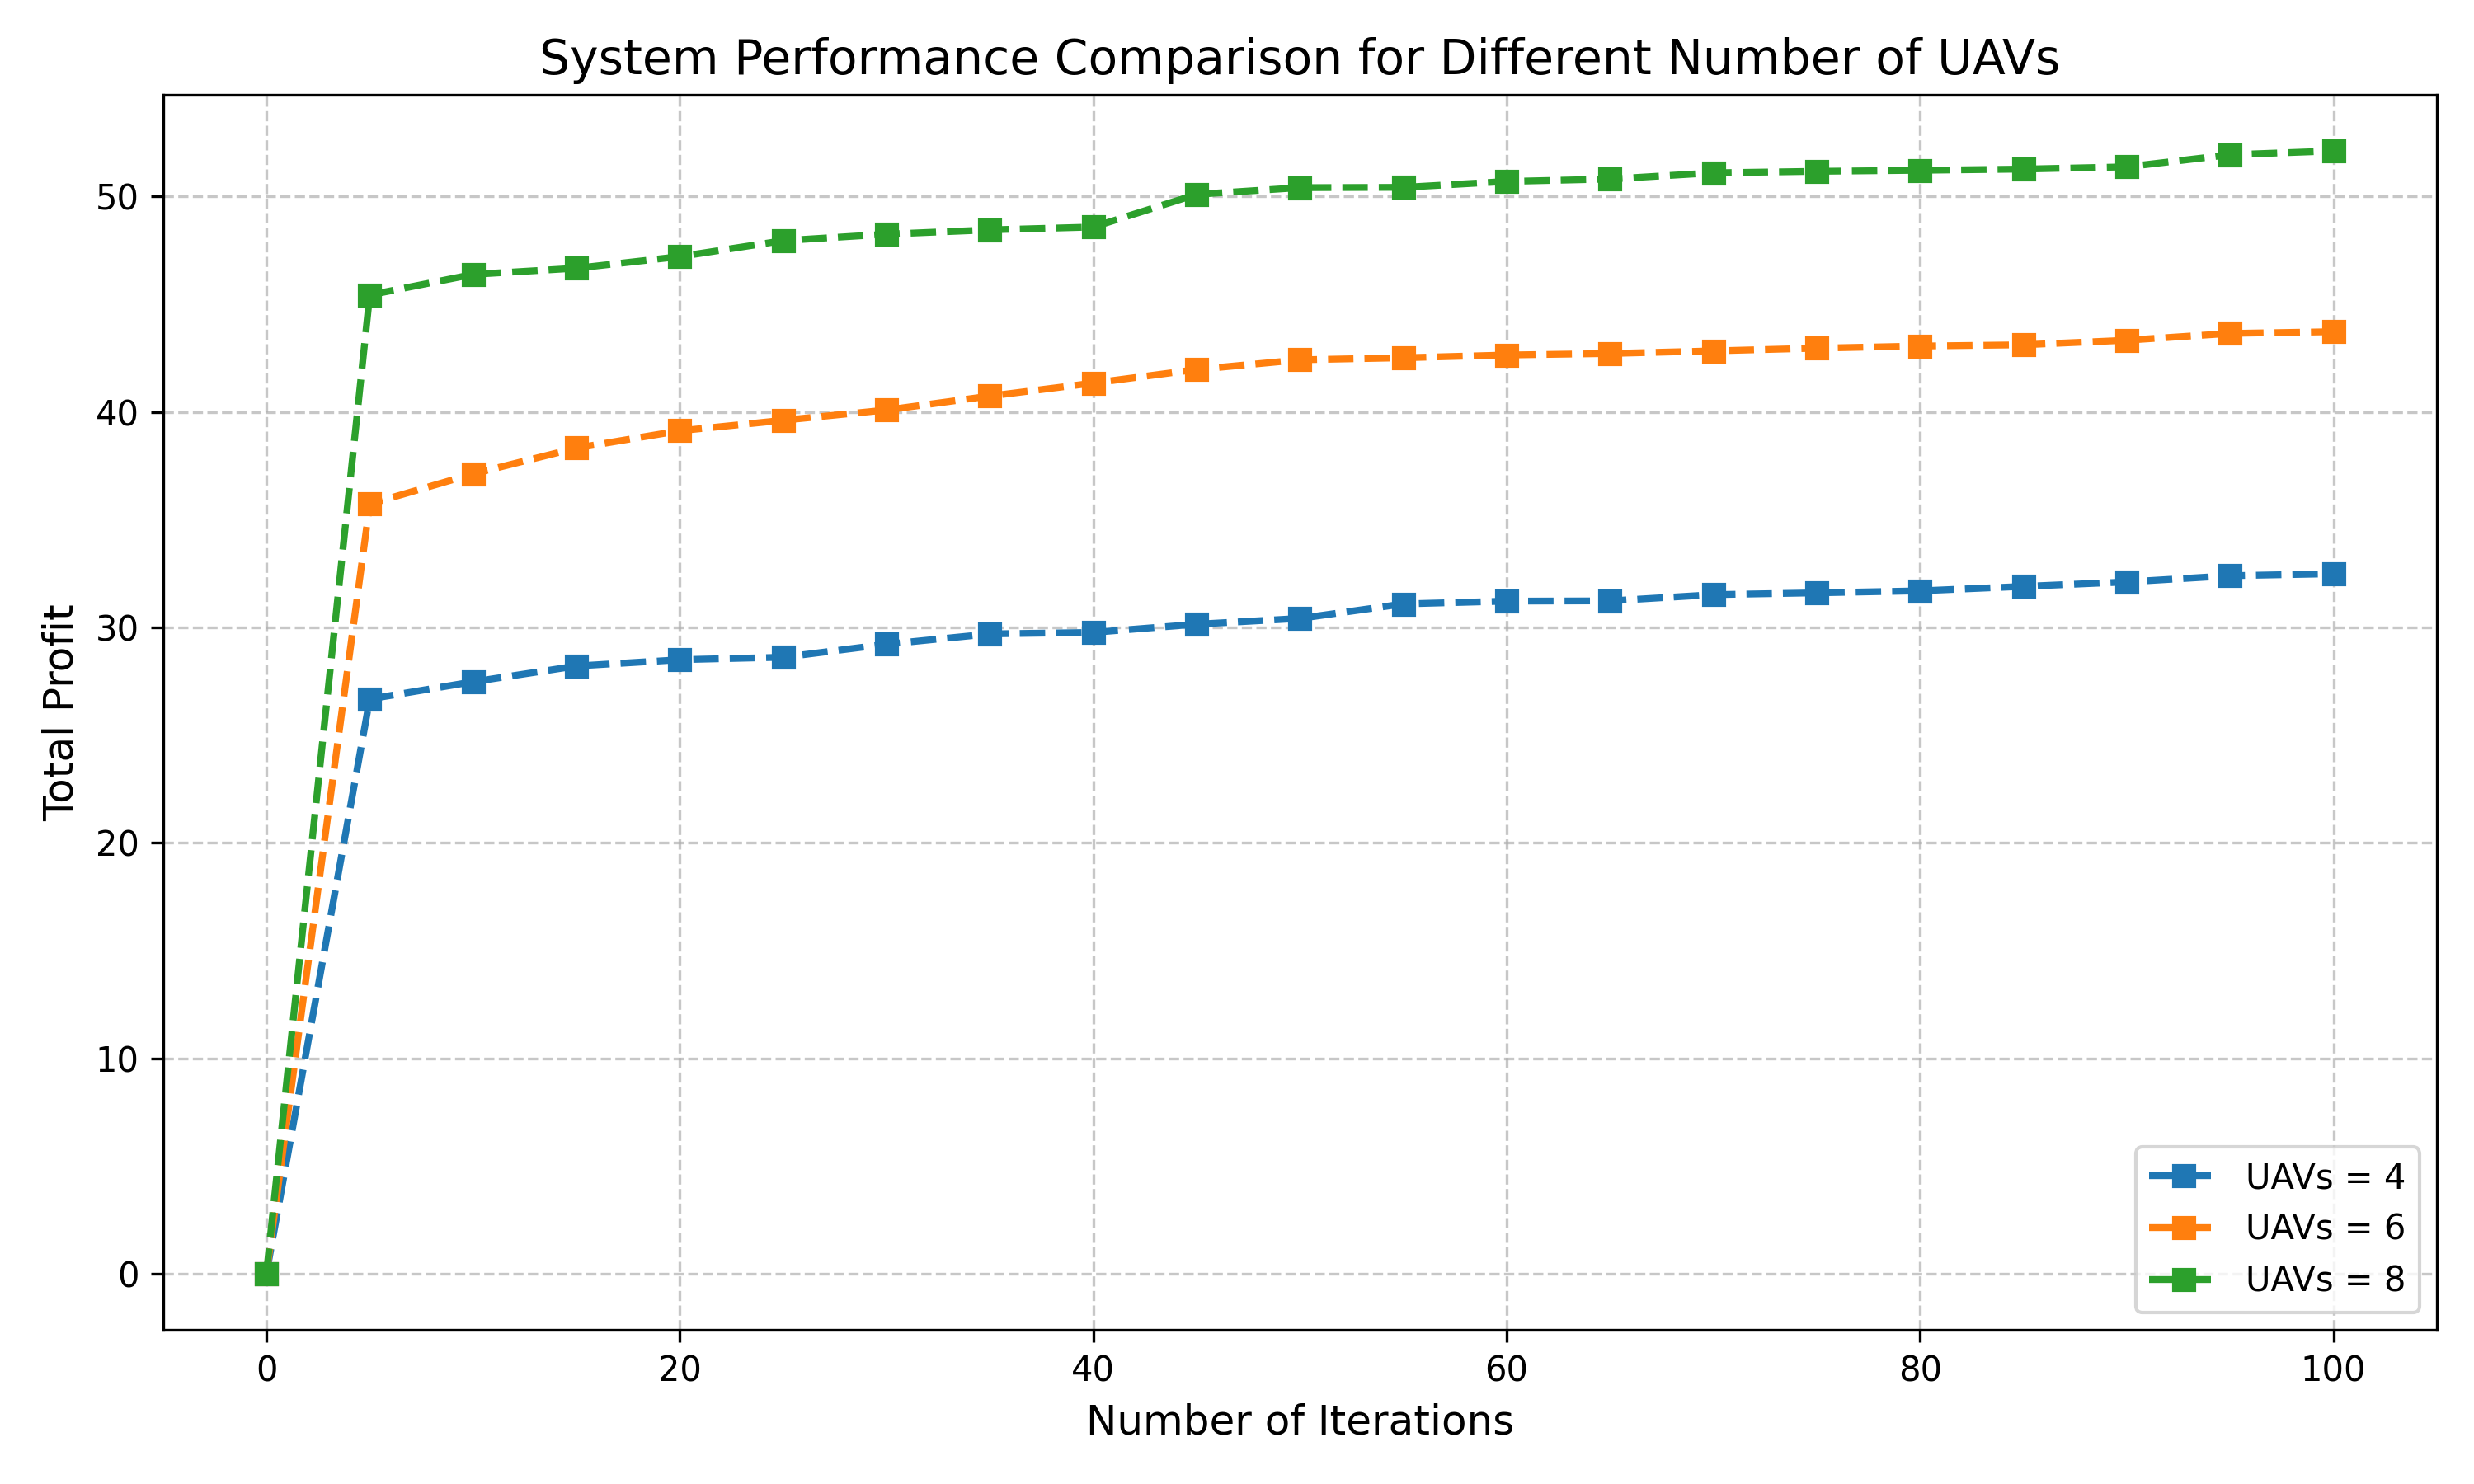 System Performance Comparison for Different Number of UAVs
Total Profit
50
40
30
20
10
0
0 20 40 60 80 100
Number of Iterations
UAVs = 4
UAVs = 6
UAVs = 8